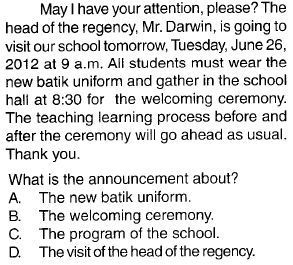 May I have your attention, please? The
head of the regency, Mr. Darwin, is going to
visit our school tomorrow, Tuesday, June 26,
2012 at 9 a.m. All students must wear the
new batik uniform and gather in the school
hall at 8:30 for the welcoming ceremony.
The teaching learning process before and
after the ceremony will go ahead as usual.
Thank you.
What is the announcement about?
A. The new batik uniform.
B. The welcoming ceremony.
C. The program of the school.
D. The visit of the head of the regency.